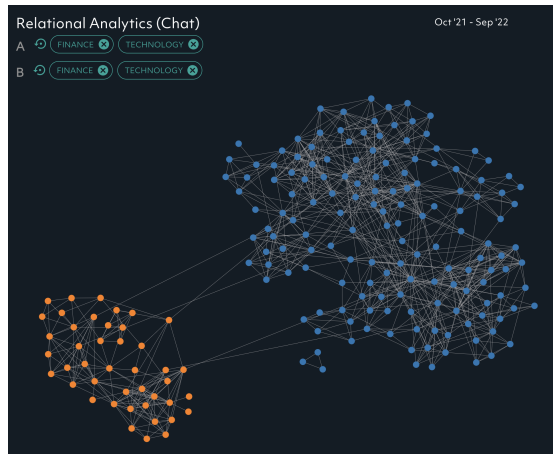 Relational Analytics (Chat)
Oct '21 - Sep '22
A FINANCE TECHNOLOGY
B FINANCE TECHNOLOGY